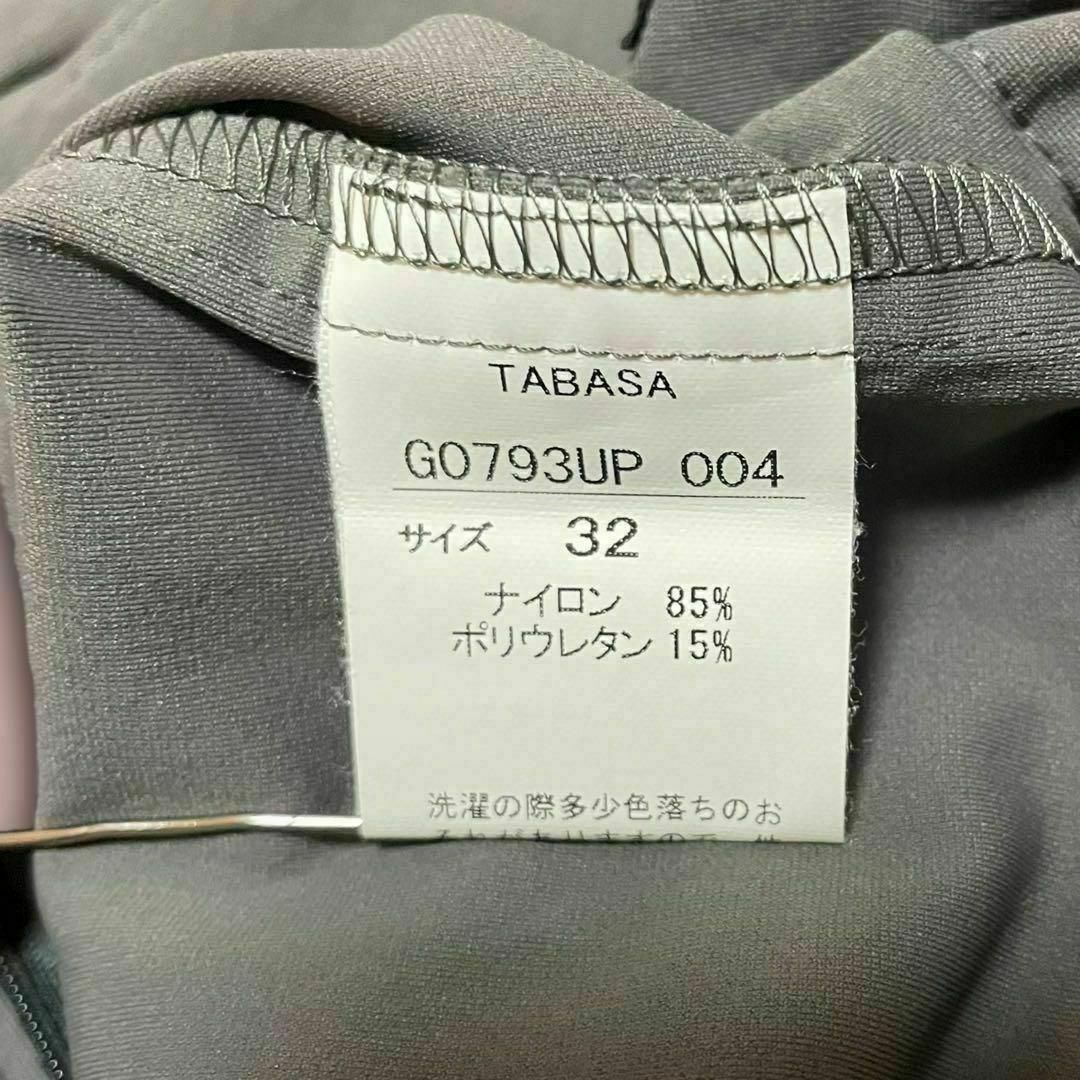 TABASA
G0793UP 004
サイズ 32
ナイロン 85%
ポリウレタン 15%
洗濯の際多少色落ちのお